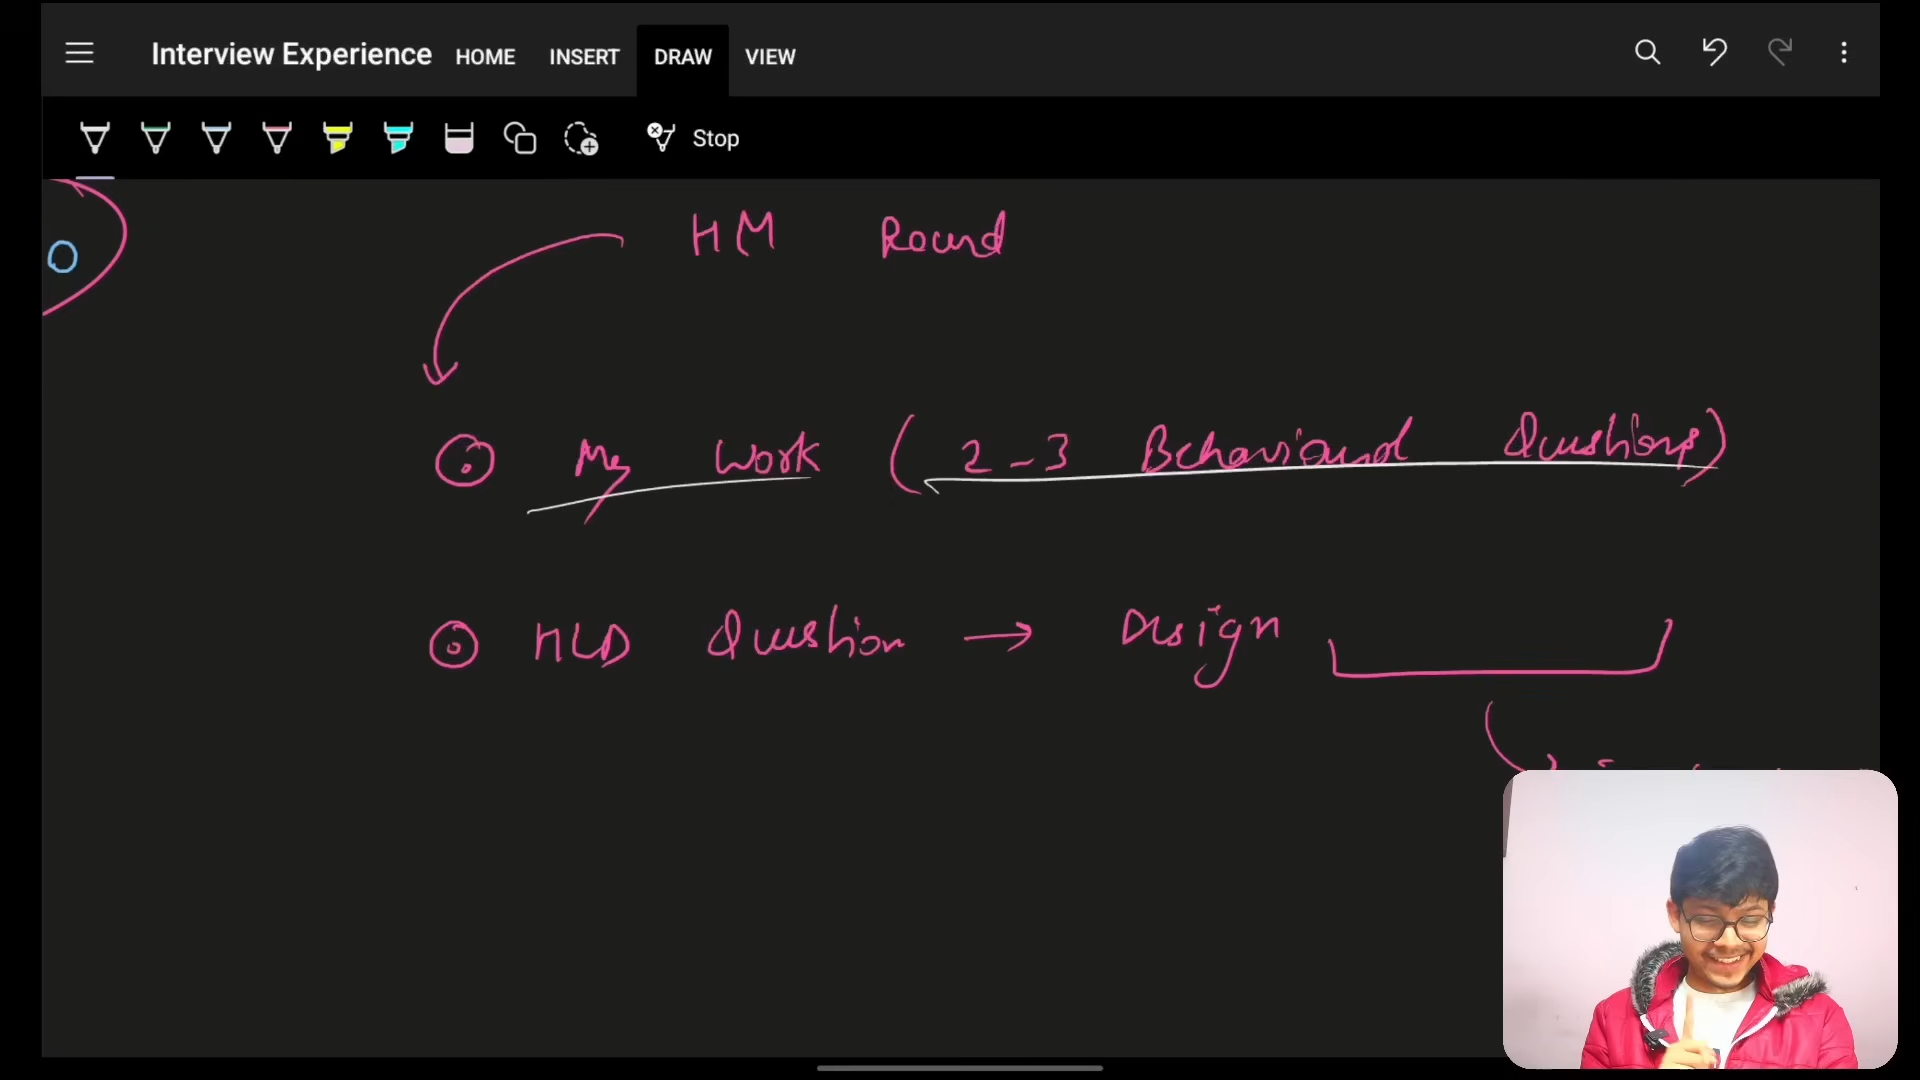 Interview Experience HOME INSERT DRAW VIEW
Stop
O
HM Round
My Work (2-3 Behavioural Questions)
HLD Question → Design